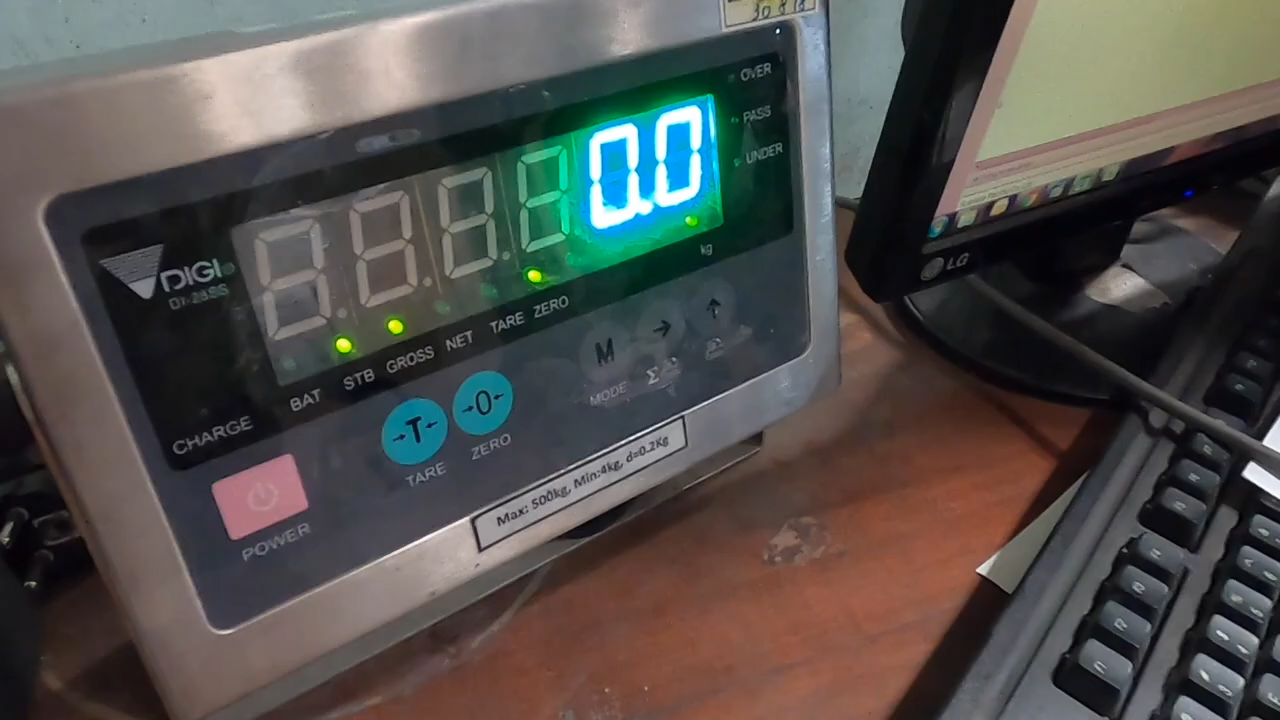 OVER
PASS
UNDER
0.0
kg
DIGI
DI-28SS
CHARGE
BAT
STB
GROSS
NET
TARE
ZERO
T
TARE
0
ZERO
M
MODE
Σ
POWER
Max: 500kg, Min:4kg, d=0.2Kg
LG